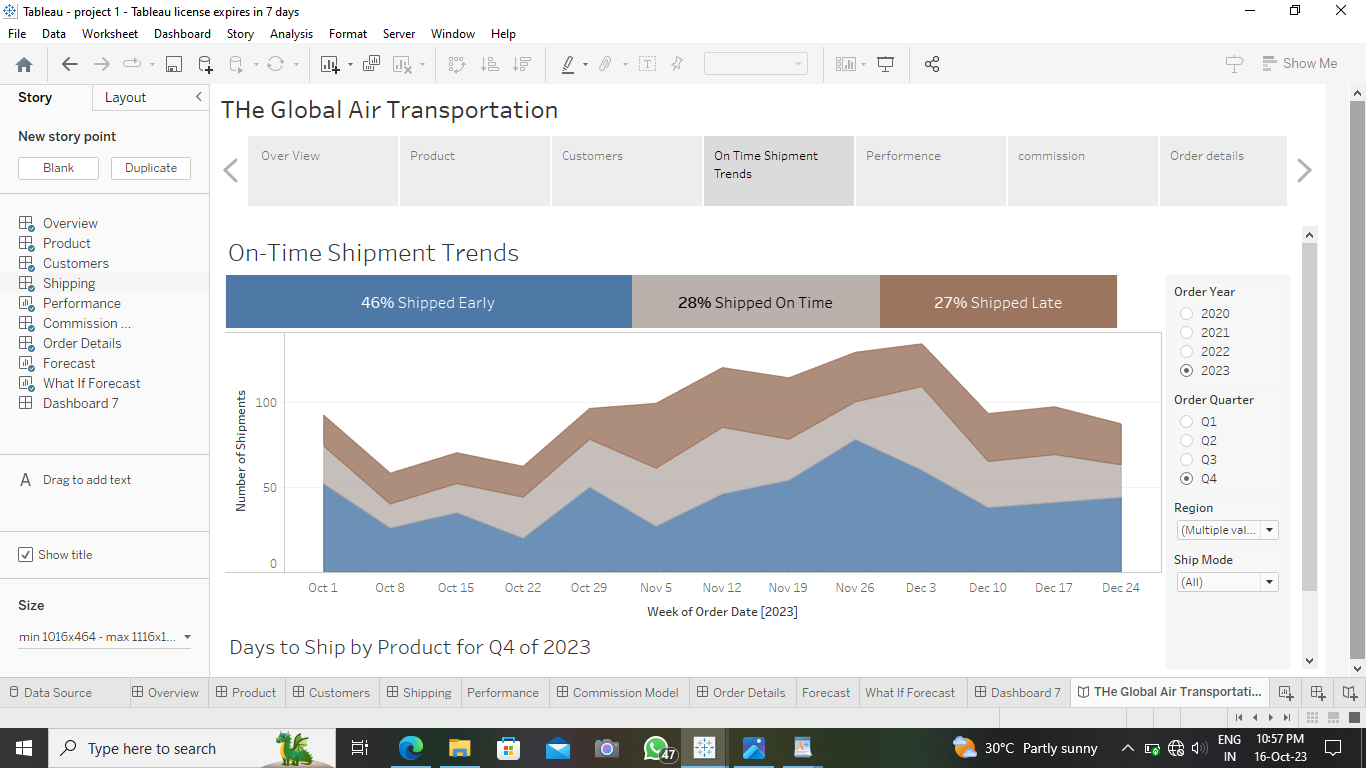 Tableau - project 1 - Tableau license expires in 7 days
File Data Worksheet Dashboard Story Analysis Format Server Window Help
Show Me
Story Layout
New story point
Blank Duplicate
Overview
Product
Customers
Shipping
Performance
Commission ...
Order Details
Forecast
What If Forecast
Dashboard 7
A Drag to add text
Show title
Size
min 1016x464 - max 1116x1...
THe Global Air Transportation
Over View Product Customers On Time Shipment Performence commission Order details
Trends
On-Time Shipment Trends
46% Shipped Early 28% Shipped On Time 27% Shipped Late
Number of Shipments
100
50
0
Oct 1 Oct 8 Oct 15 Oct 22 Oct 29 Nov 5 Nov 12 Nov 19 Nov 26 Dec 3 Dec 10 Dec 17 Dec 24
Week of Order Date [2023]
Order Year
2020
2021
2022
2023
Order Quarter
Q1
Q2
Q3
Q4
Region
(Multiple val...
Ship Mode
(All)
Days to Ship by Product for Q4 of 2023
Data Source Overview Product Customers Shipping Performance Commission Model Order Details Forecast What If Forecast Dashboard 7 THe Global Air Transportati...
Type here to search
47
30°C Partly sunny
ENG
IN
10:57 PM
16-Oct-23